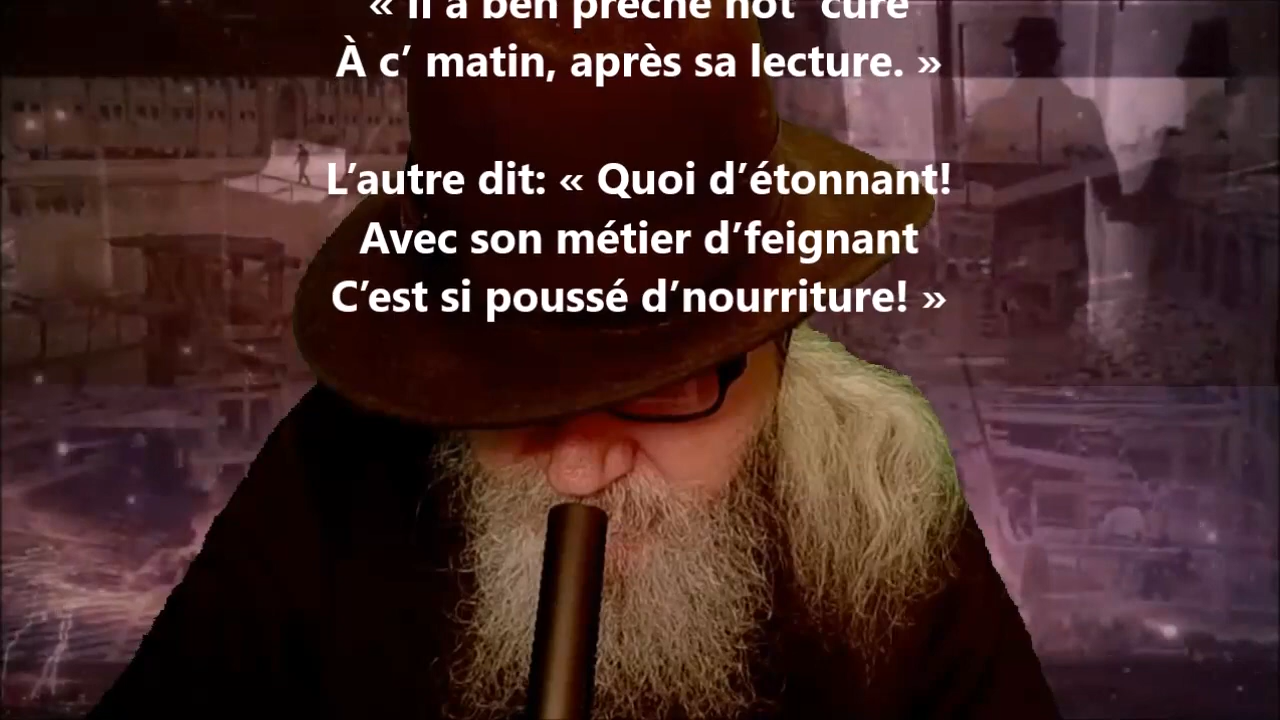 « Il a ben prêché not’ curé
À c’ matin, après sa lecture. »
L’autre dit: « Quoi d’étonnant!
Avec son métier d’feignant
C’est si poussé d’nourriture! »